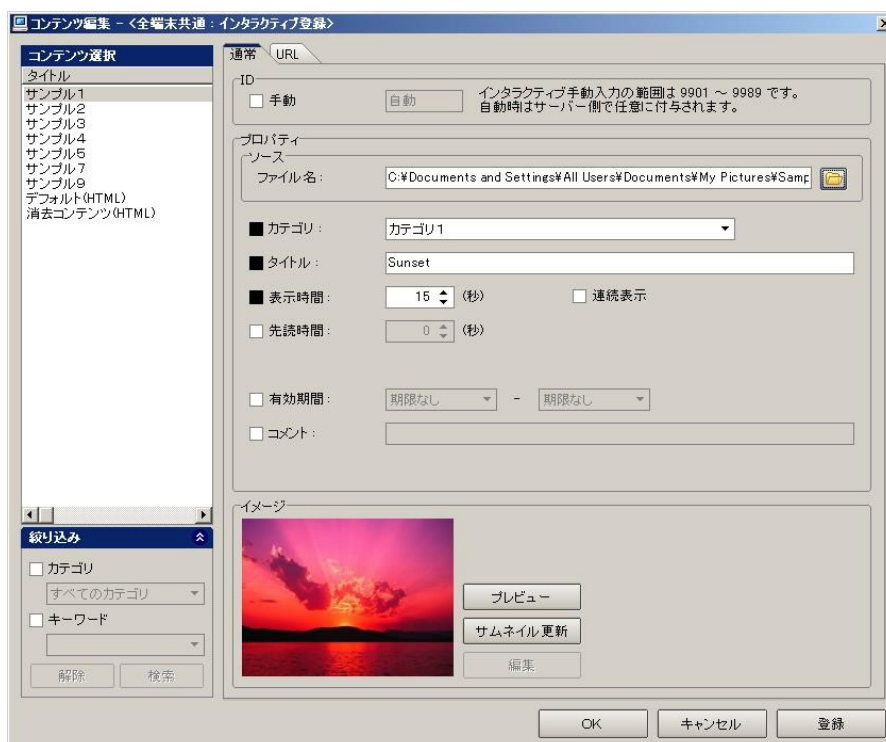 コンテンツ編集 - <全端末共通:インタラクティブ登録>
コンテンツ選択
タイトル
サンプル1
サンプル2
サンプル3
サンプル4
サンプル5
サンプル7
サンプル9
デフォルト(HTML)
消去コンテンツ(HTML)
絞り込み
カテゴリ
すべてのカテゴリ
キーワード
解除 検索
通常 URL
ID
手動 自動 インタラクティブ手動入力の範囲は 9901 ~ 9989 です。
自動時はサーバー側で任意に付与されます。
プロパティ
ソース
ファイル名: C:¥Documents and Settings¥All Users¥Documents¥My Pictures¥Samp
カテゴリ: カテゴリ1
タイトル: Sunset
表示時間: 15 (秒) 連続表示
先読時間: 0 (秒)
有効期間: 期限なし - 期限なし
コメント:
イメージ
プレビュー
サムネイル更新
編集
OK キャンセル 登録